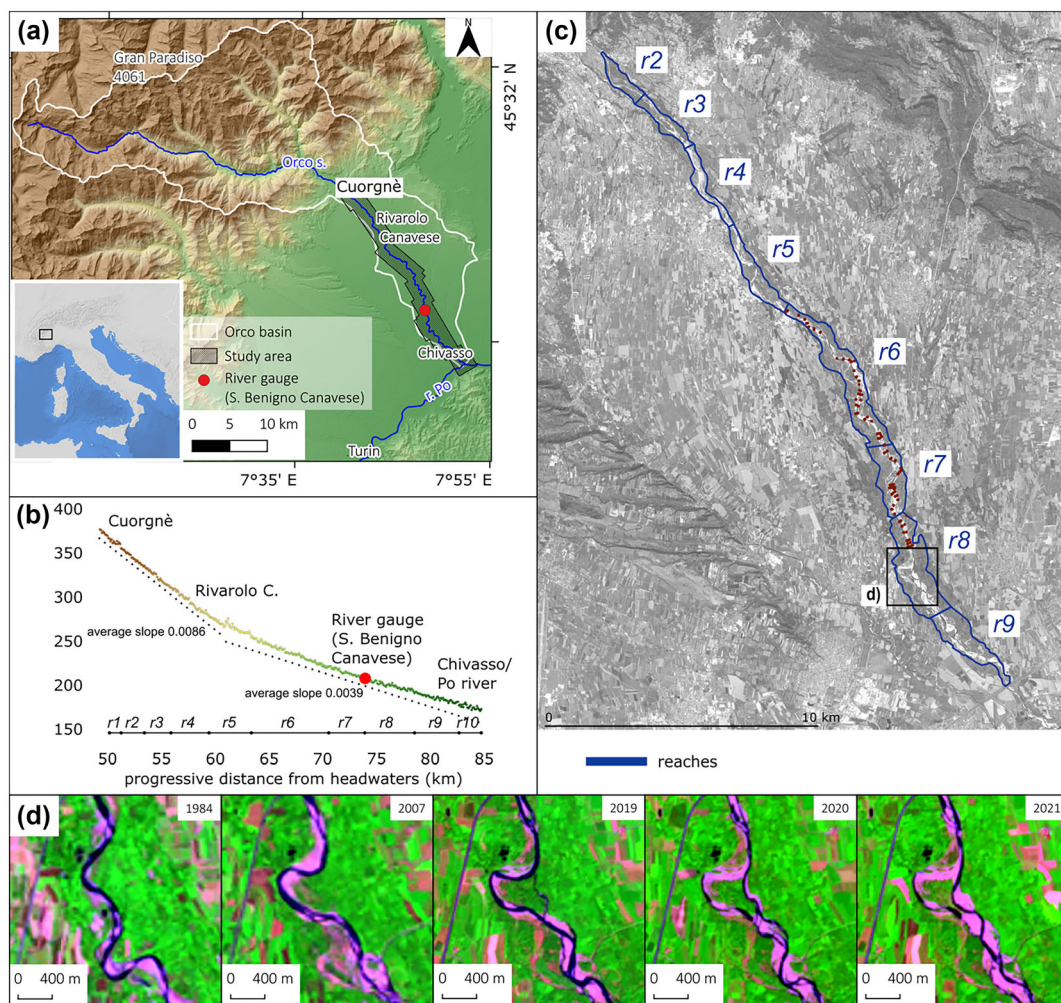 (a)
N
Gran Paradiso
4061
45°32' N
Orco s.
Cuorgnè
Rivarolo
Canavese
Chivasso
r. Po
Turin
Orco basin
Study area
River gauge
(S. Benigno Canavese)
0 5 10 km
7°35' E
7°55' E
(b)
400
350
300
250
200
150
Cuorgnè
Rivarolo C.
average slope 0.0086
River gauge
(S. Benigno
Canavese)
average slope 0.0039
Chivasso/
Po river
r1 r2 r3 r4 r5 r6 r7 r8 r9 r10
50 55 60 65 70 75 80 85
progressive distance from headwaters (km)
(c)
r2
r3
r4
r5
r6
r7
r8
d)
r9
0 10 km
reaches
(d)
1984
0 400 m
2007
0 400 m
2019
0 400 m
2020
0 400 m
2021
0 400 m